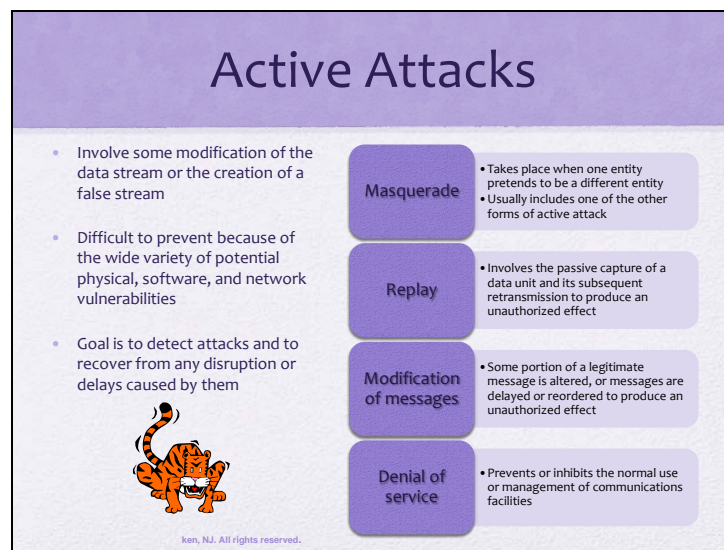 Active Attacks
• Involve some modification of the
data stream or the creation of a
false stream
• Difficult to prevent because of
the wide variety of potential
physical, software, and network
vulnerabilities
• Goal is to detect attacks and to
recover from any disruption or
delays caused by them
Masquerade
• Takes place when one entity
pretends to be a different entity
• Usually includes one of the other
forms of active attack
Replay
• Involves the passive capture of a
data unit and its subsequent
retransmission to produce an
unauthorized effect
Modification
of messages
• Some portion of a legitimate
message is altered, or messages are
delayed or reordered to produce an
unauthorized effect
Denial of
service
• Prevents or inhibits the normal use
or management of communications
facilities
ken, NJ. All rights reserved.